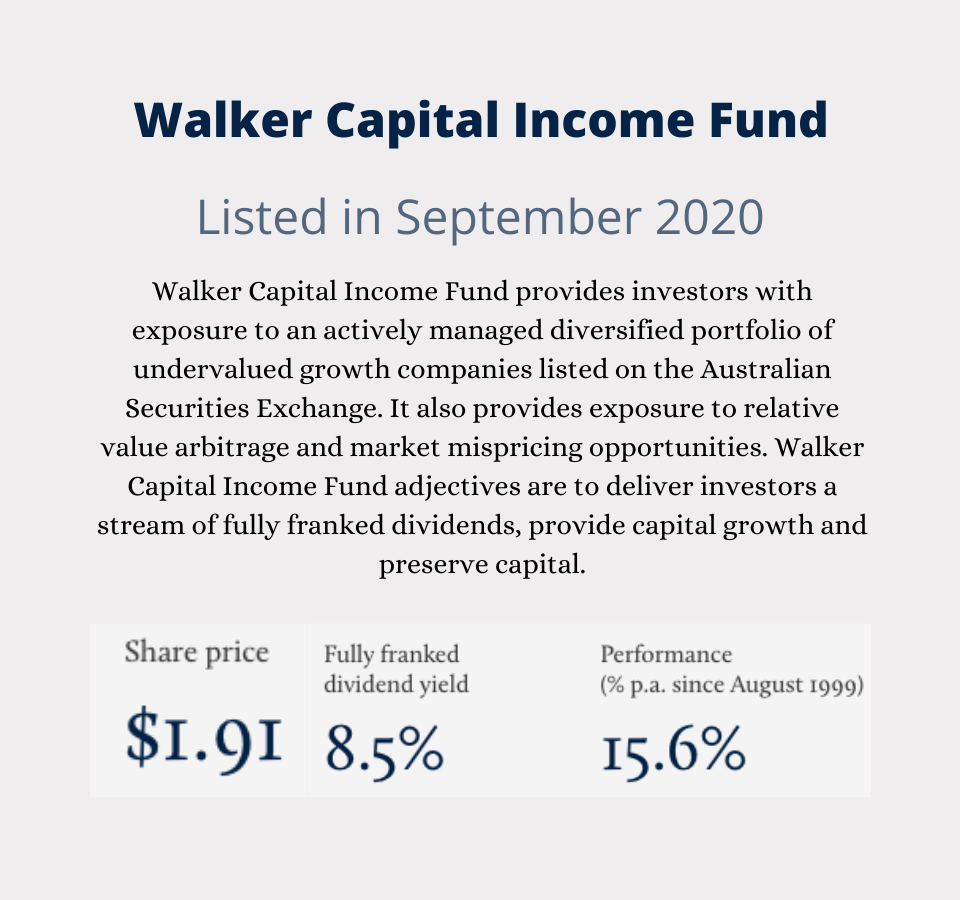 Walker Capital Income Fund
Listed in September 2020
Walker Capital Income Fund provides investors with
exposure to an actively managed diversified portfolio of
undervalued growth companies listed on the Australian
Securities Exchange. It also provides exposure to relative
value arbitrage and market mispricing opportunities. Walker
Capital Income Fund adjectives are to deliver investors a
stream of fully franked dividends, provide capital growth and
preserve capital.
Share price
$1.91
Fully franked
dividend yield
8.5%
Performance
(% p.a. since August 1999)
15.6%